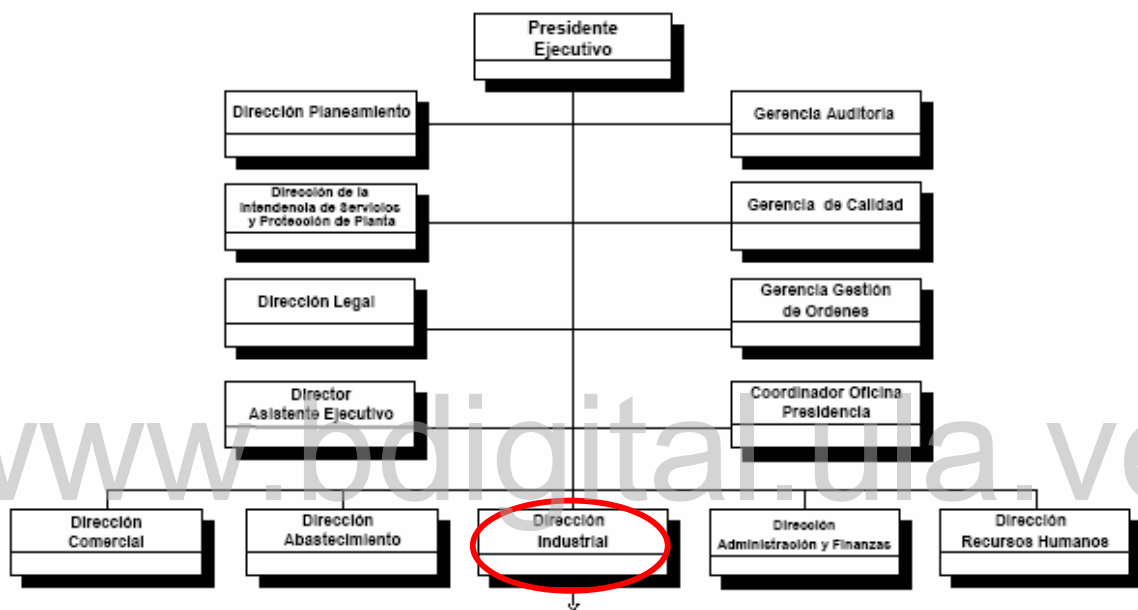 Presidente
Ejecutivo
Dirección Planeamiento
Gerencia Auditoria
Dirección de la
Intendencia de Servicios
y Protección de Planta
Gerencia de Calidad
Dirección Legal
Gerencia Gestión
de Ordenes
Director
Asistente Ejecutivo
Coordinador Oficina
Presidencia
www.bdigital.ula.ve
Dirección
Comercial
Dirección
Abastecimiento
Dirección
Industrial
Dirección
Administración y Finanzas
Dirección
Recursos Humanos